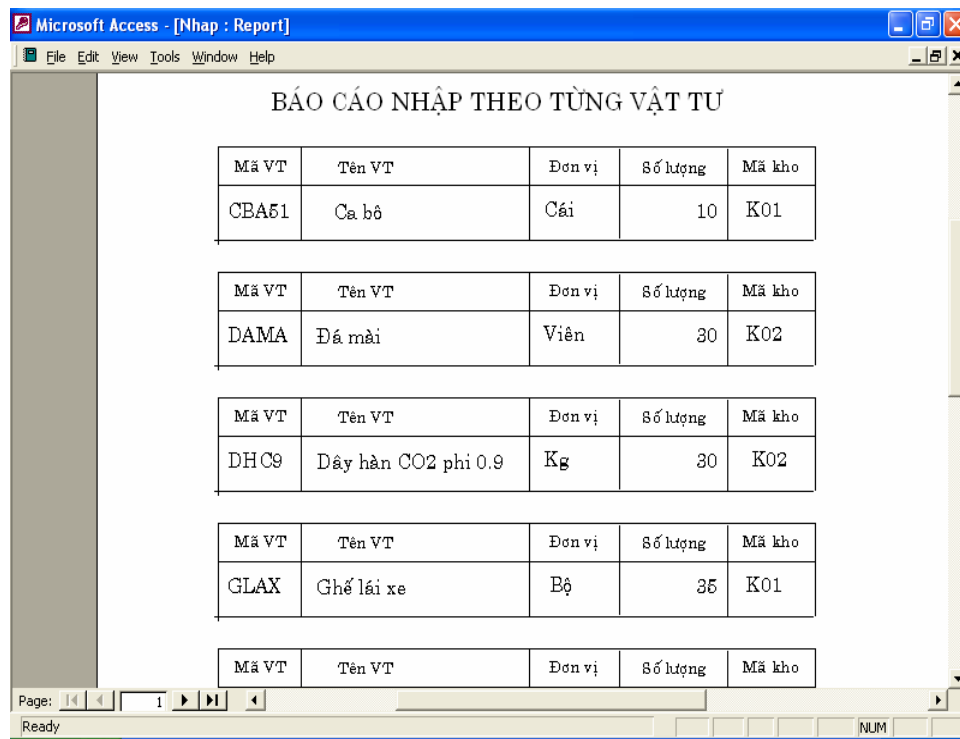 Microsoft Access - [Nhap : Report]
File Edit View Tools Window Help
BÁO CÁO NHẬP THEO TỪNG VẬT TƯ
Mã VT Tên VT Đơn vị Số lượng Mã kho
CBA51 Ca bô Cái 10 K01
Mã VT Tên VT Đơn vị Số lượng Mã kho
DAMA Đá mài Viên 30 K02
Mã VT Tên VT Đơn vị Số lượng Mã kho
DHC9 Dây hàn CO2 phi 0.9 Kg 30 K02
Mã VT Tên VT Đơn vị Số lượng Mã kho
GLAX Ghế lái xe Bộ 35 K01
Mã VT Tên VT Đơn vị Số lượng Mã kho
Page: 1
Ready NUM